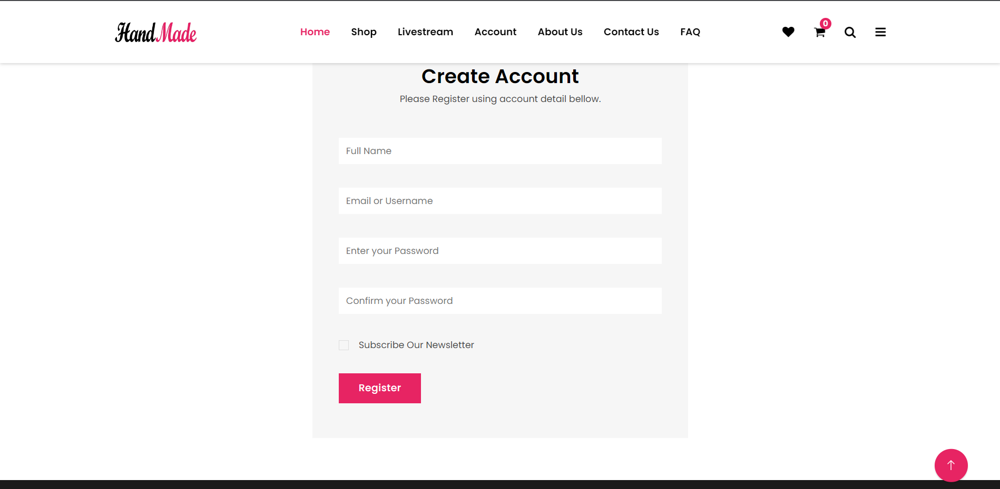 HandMade
Home Shop Livestream Account About Us Contact Us FAQ
0
Create Account
Please Register using account detail bellow.
Full Name
Email or Username
Enter your Password
Confirm your Password
Subscribe Our Newsletter
Register